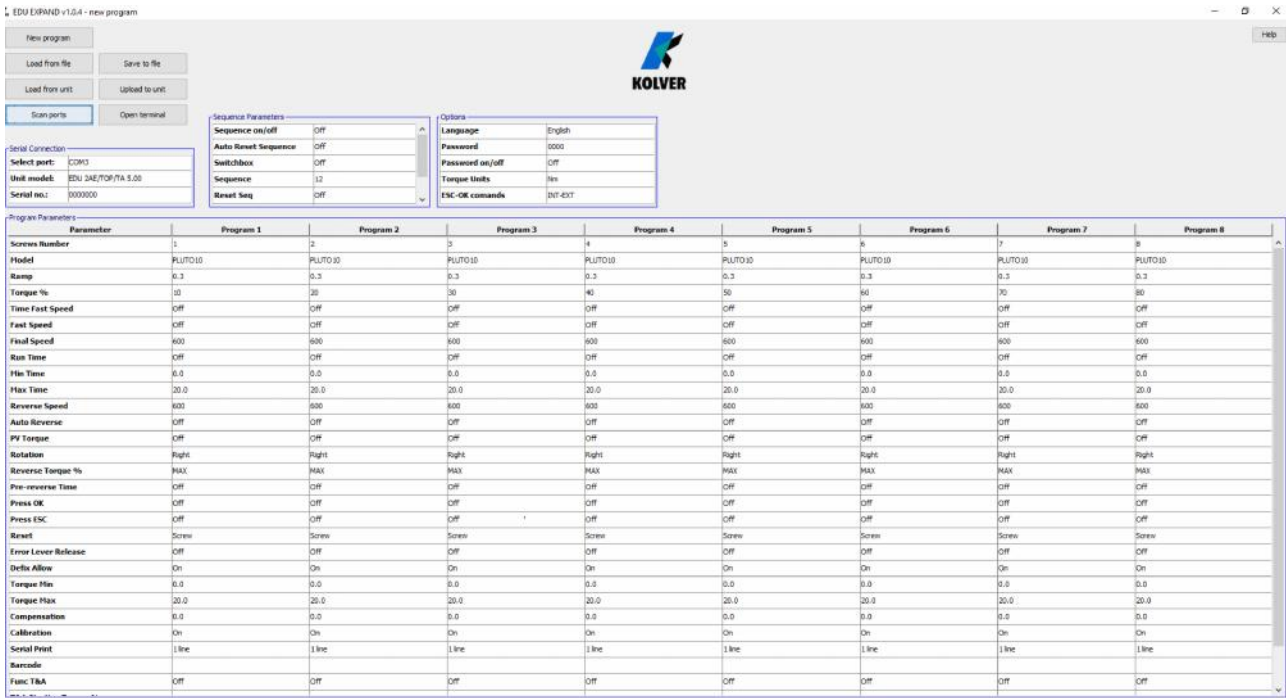 EDU EXPAND v1.0.4 - new program
New program
Help
Load from file Save to file
Load from unit Upload to unit
KOLVER
Scan ports Open terminal
Serial Connection
Select port: COM3
Unit model: EDU 2AE/TOP/TA 5.00
Serial no.: 0000000
Sequence Parameters
Sequence on/off Off
Auto Reset Sequence Off
Switchbox Off
Sequence 12
Reset Seq Off
Options
Language English
Password 0000
Password on/off Off
Torque Units Nm
ESC-OK comands INT-EXT
Program Parameters
Parameter Program 1 Program 2 Program 3 Program 4 Program 5 Program 6 Program 7 Program 8
Screws Number 1 2 3 4 5 6 7 8
Model PLUTO10 PLUTO10 PLUTO10 PLUTO10 PLUTO10 PLUTO10 PLUTO10 PLUTO10
Ramp 0.3 0.3 0.3 0.3 0.3 0.3 0.3 0.3
Torque % 10 20 30 40 50 60 70 80
Time Fast Speed Off Off Off Off Off Off Off Off
Fast Speed Off Off Off Off Off Off Off Off
Final Speed 600 600 600 600 600 600 600 600
Run Time Off Off Off Off Off Off Off Off
Min Time 0.0 0.0 0.0 0.0 0.0 0.0 0.0 0.0
Max Time 20.0 20.0 20.0 20.0 20.0 20.0 20.0 20.0
Reverse Speed 600 600 600 600 600 600 600 600
Auto Reverse Off Off Off Off Off Off Off Off
PV Torque Off Off Off Off Off Off Off Off
Rotation Right Right Right Right Right Right Right Right
Reverse Torque % MAX MAX MAX MAX MAX MAX MAX MAX
Pre-reverse Time Off Off Off Off Off Off Off Off
Press OK Off Off Off Off Off Off Off Off
Press ESC Off Off Off Off Off Off Off Off
Reset Screw Screw Screw Screw Screw Screw Screw Screw
Error Lever Release Off Off Off Off Off Off Off Off
Defix Allow On On On On On On On On
Torque Min 0.0 0.0 0.0 0.0 0.0 0.0 0.0 0.0
Torque Max 20.0 20.0 20.0 20.0 20.0 20.0 20.0 20.0
Compensation 0.0 0.0 0.0 0.0 0.0 0.0 0.0 0.0
Calibration On On On On On On On On
Serial Print 1 line 1 line 1 line 1 line 1 line 1 line 1 line 1 line
Barcode
Func T&A Off Off Off Off Off Off Off Off